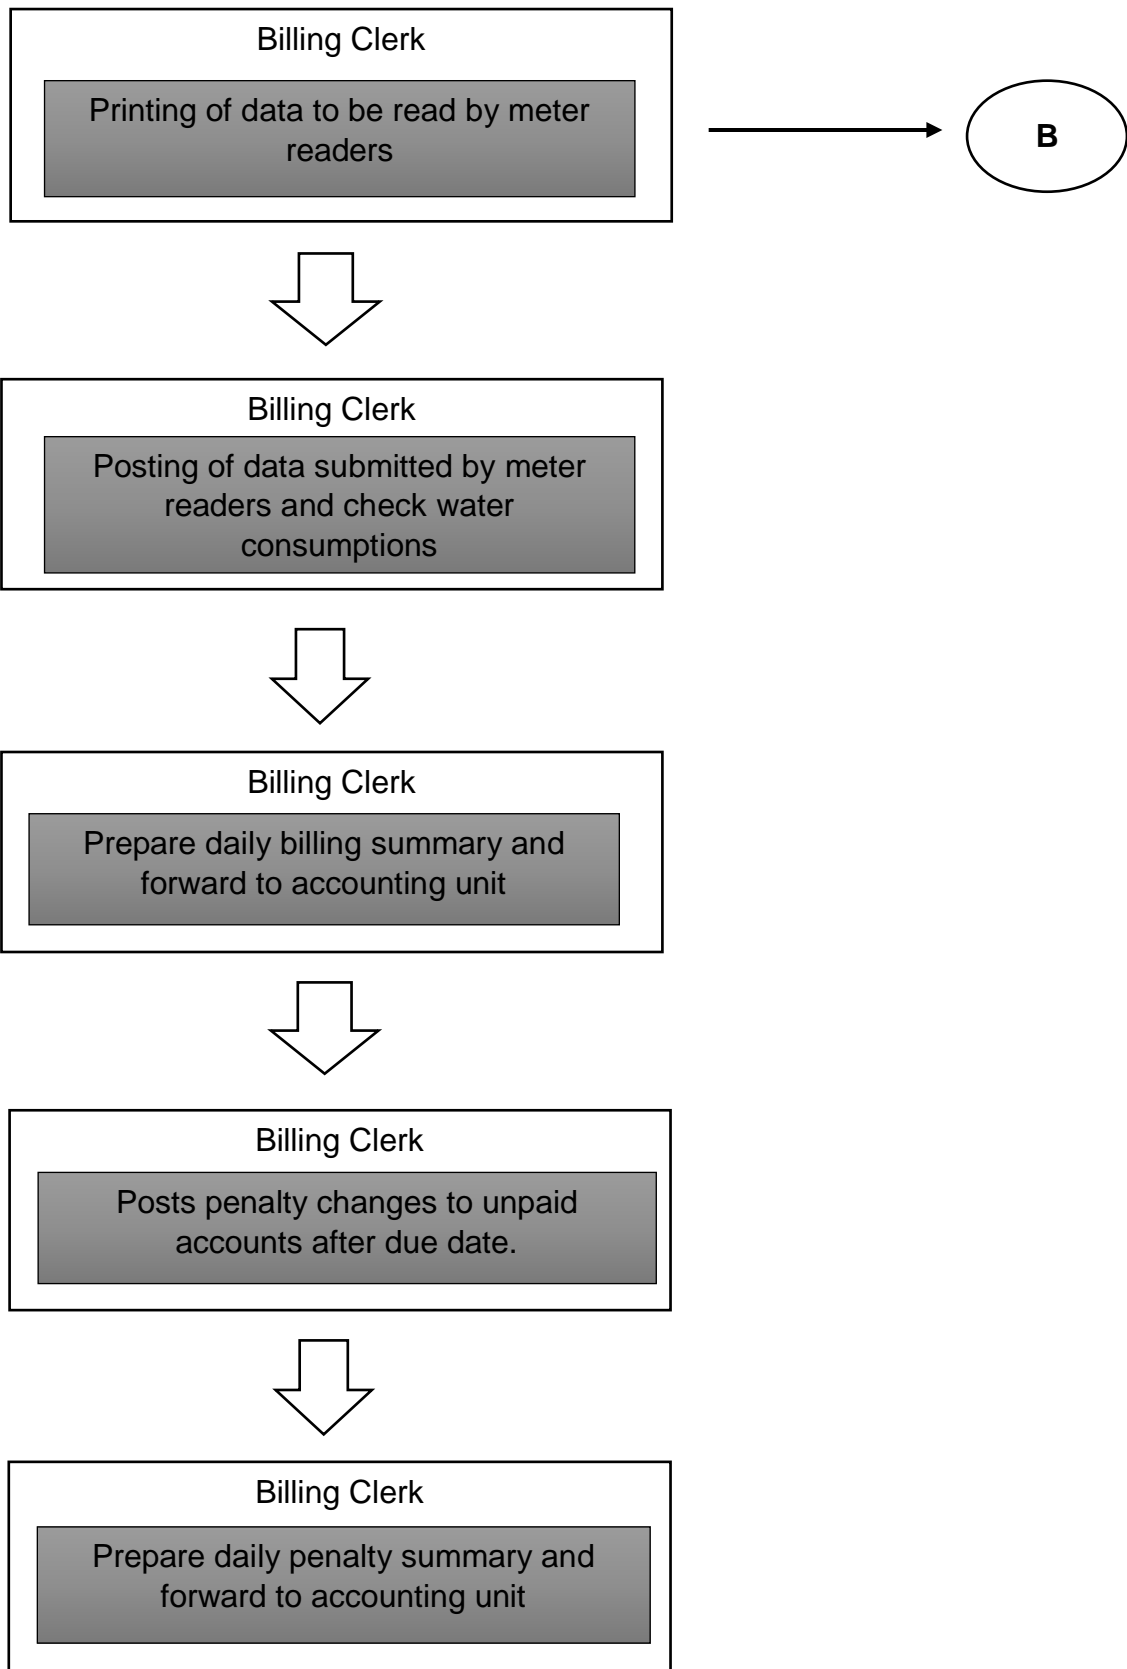 Billing Clerk
Printing of data to be read by meter
readers
B
Billing Clerk
Posting of data submitted by meter
readers and check water
consumptions
Billing Clerk
Prepare daily billing summary and
forward to accounting unit
Billing Clerk
Posts penalty changes to unpaid
accounts after due date.
Billing Clerk
Prepare daily penalty summary and
forward to accounting unit